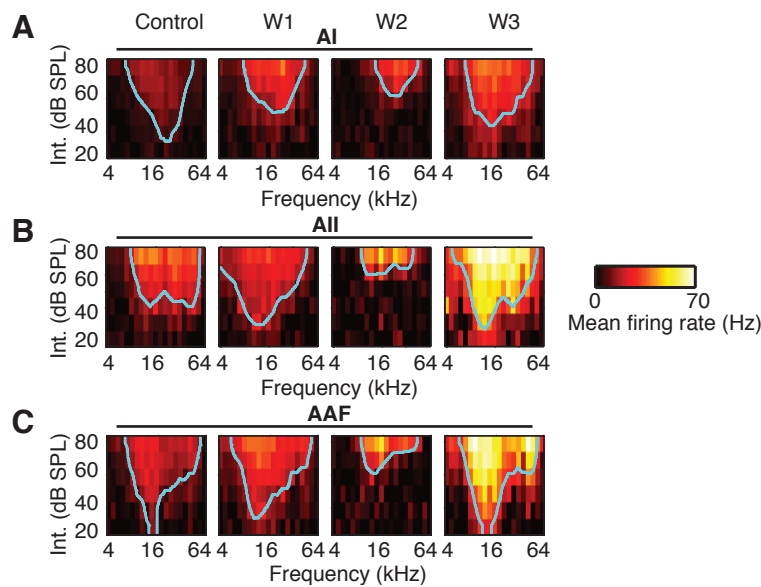 Control W1 W2 W3
A
AI
Int. (dB SPL)
80
60
40
20
4 16 64 4 16 64 4 16 64 4 16 64
Frequency (kHz)
B
AII
Int. (dB SPL)
80
60
40
20
4 16 64 4 16 64 4 16 64 4 16 64
Frequency (kHz)
0 70
Mean firing rate (Hz)
C
AAF
Int. (dB SPL)
80
60
40
20
4 16 64 4 16 64 4 16 64 4 16 64
Frequency (kHz)